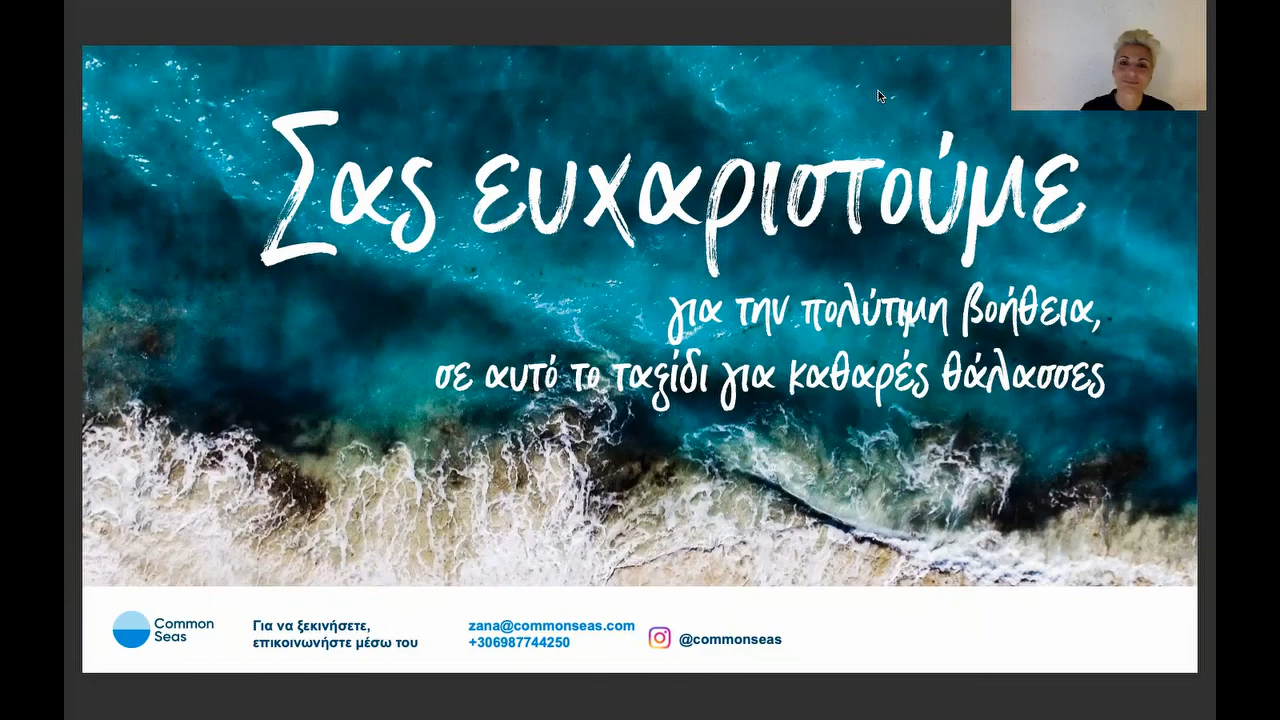 Σας ευχαριστούμε
για την πολύτιμη βοήθεια,
σε αυτό το ταξίδι για καθαρές θάλασσες
Common
Seas
Για να ξεκινήσετε,
επικοινωνήστε μέσω του
zana@commonseas.com
+306987744250
@commonseas